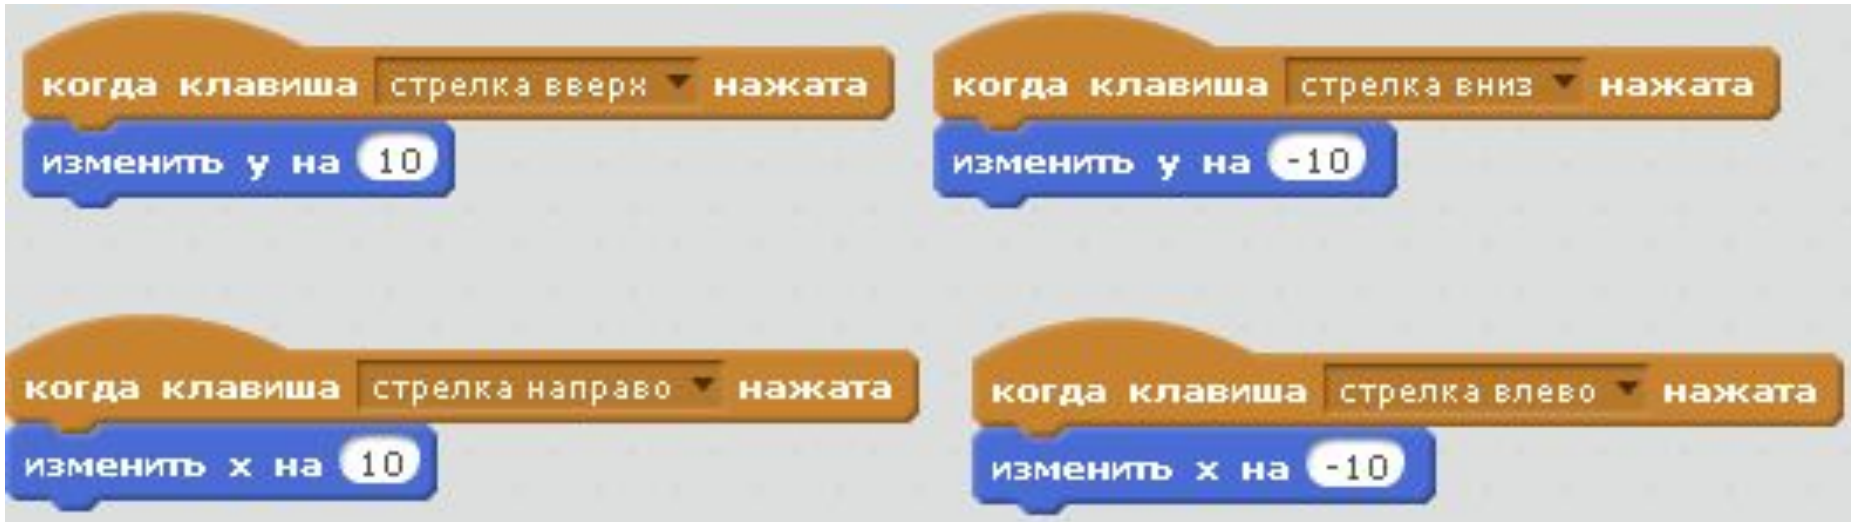 когда клавиша стрелка вверх нажата
изменить y на 10
когда клавиша стрелка вниз нажата
изменить y на -10
когда клавиша стрелка направо нажата
изменить x на 10
когда клавиша стрелка влево нажата
изменить x на -10